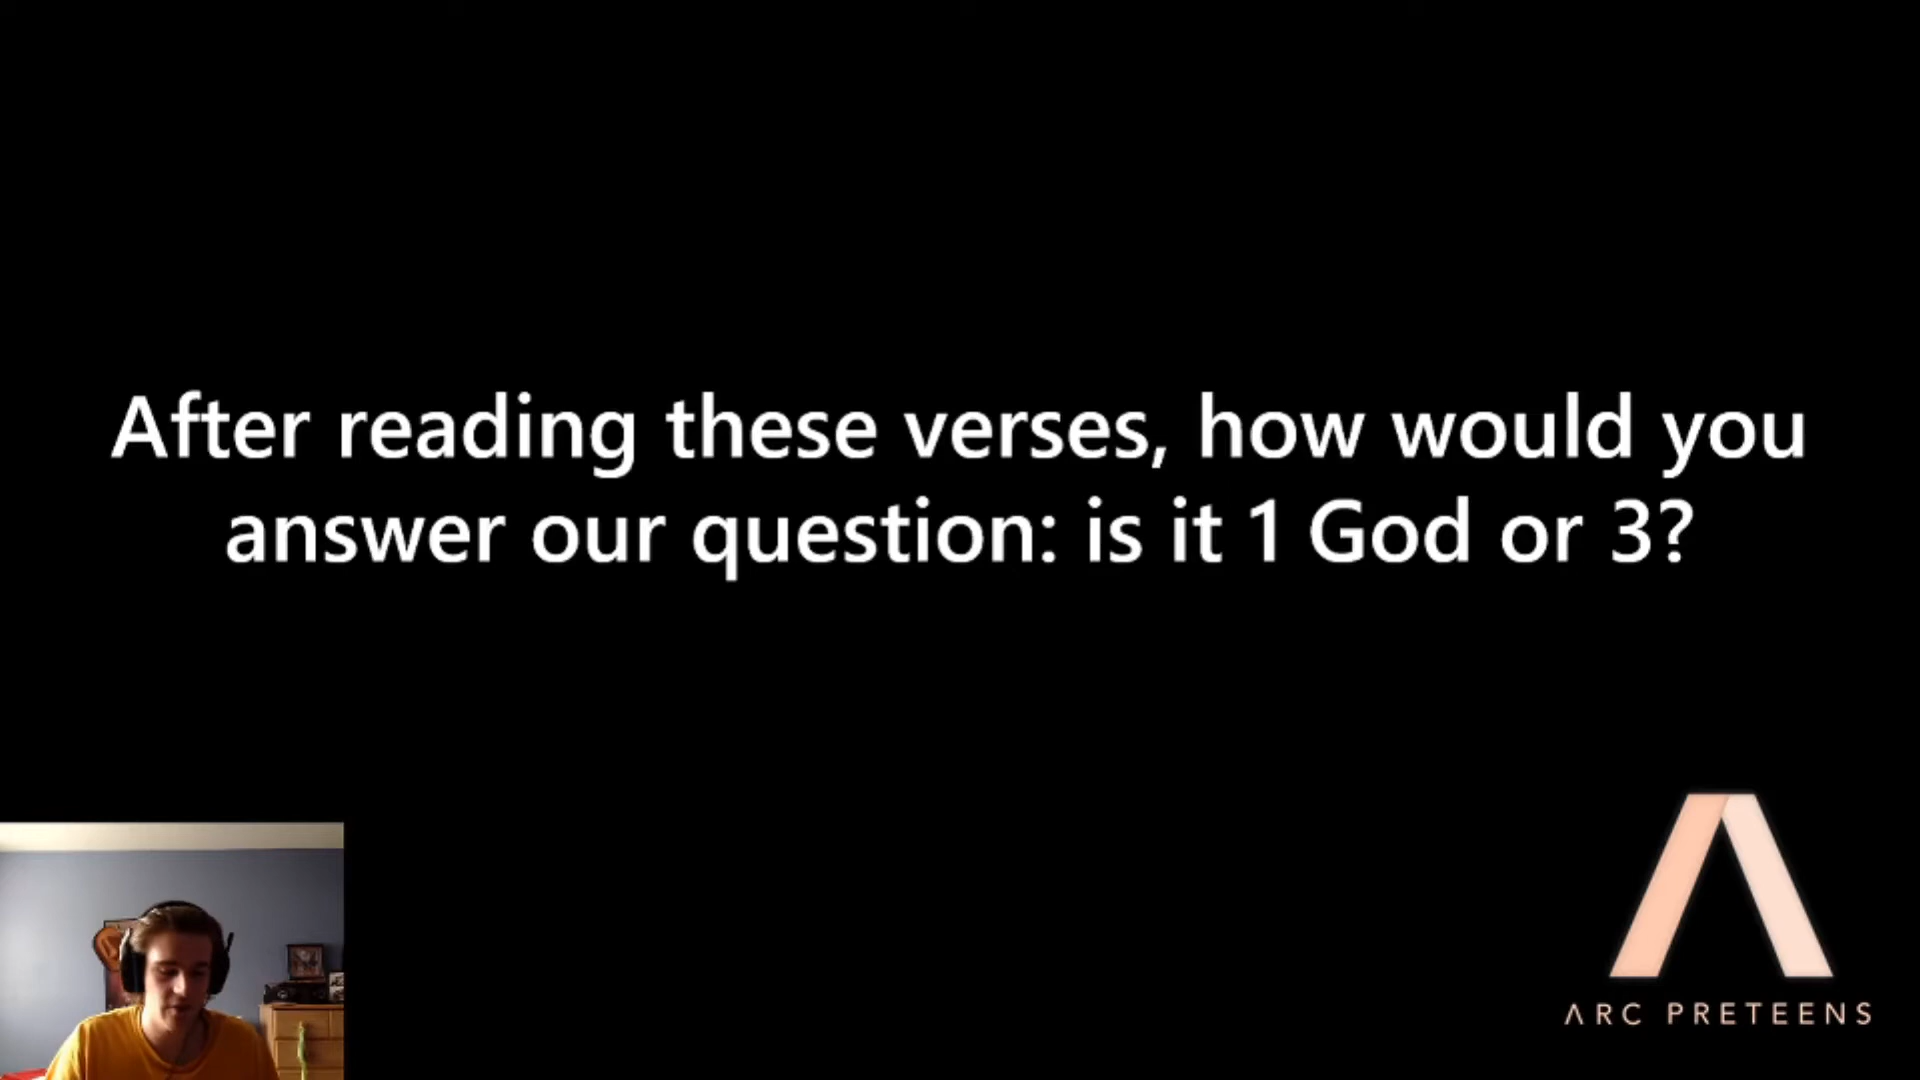 After reading these verses, how would you
answer our question: is it 1 God or 3?
ARC PRETEENS